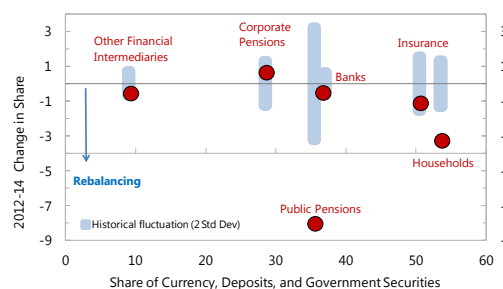 2012-14 Change in Share
3
1
-1
-3
-5
-7
-9
3
1
-
-
-
-
-
Other Financial
Intermediaries
Corporate
Pensions
Insurance
Banks
Households
Rebalancing
Public Pensions
Historical fluctuation (2 Std Dev)
0 10 20 30 40 50 60
Share of Currency, Deposits, and Government Securities